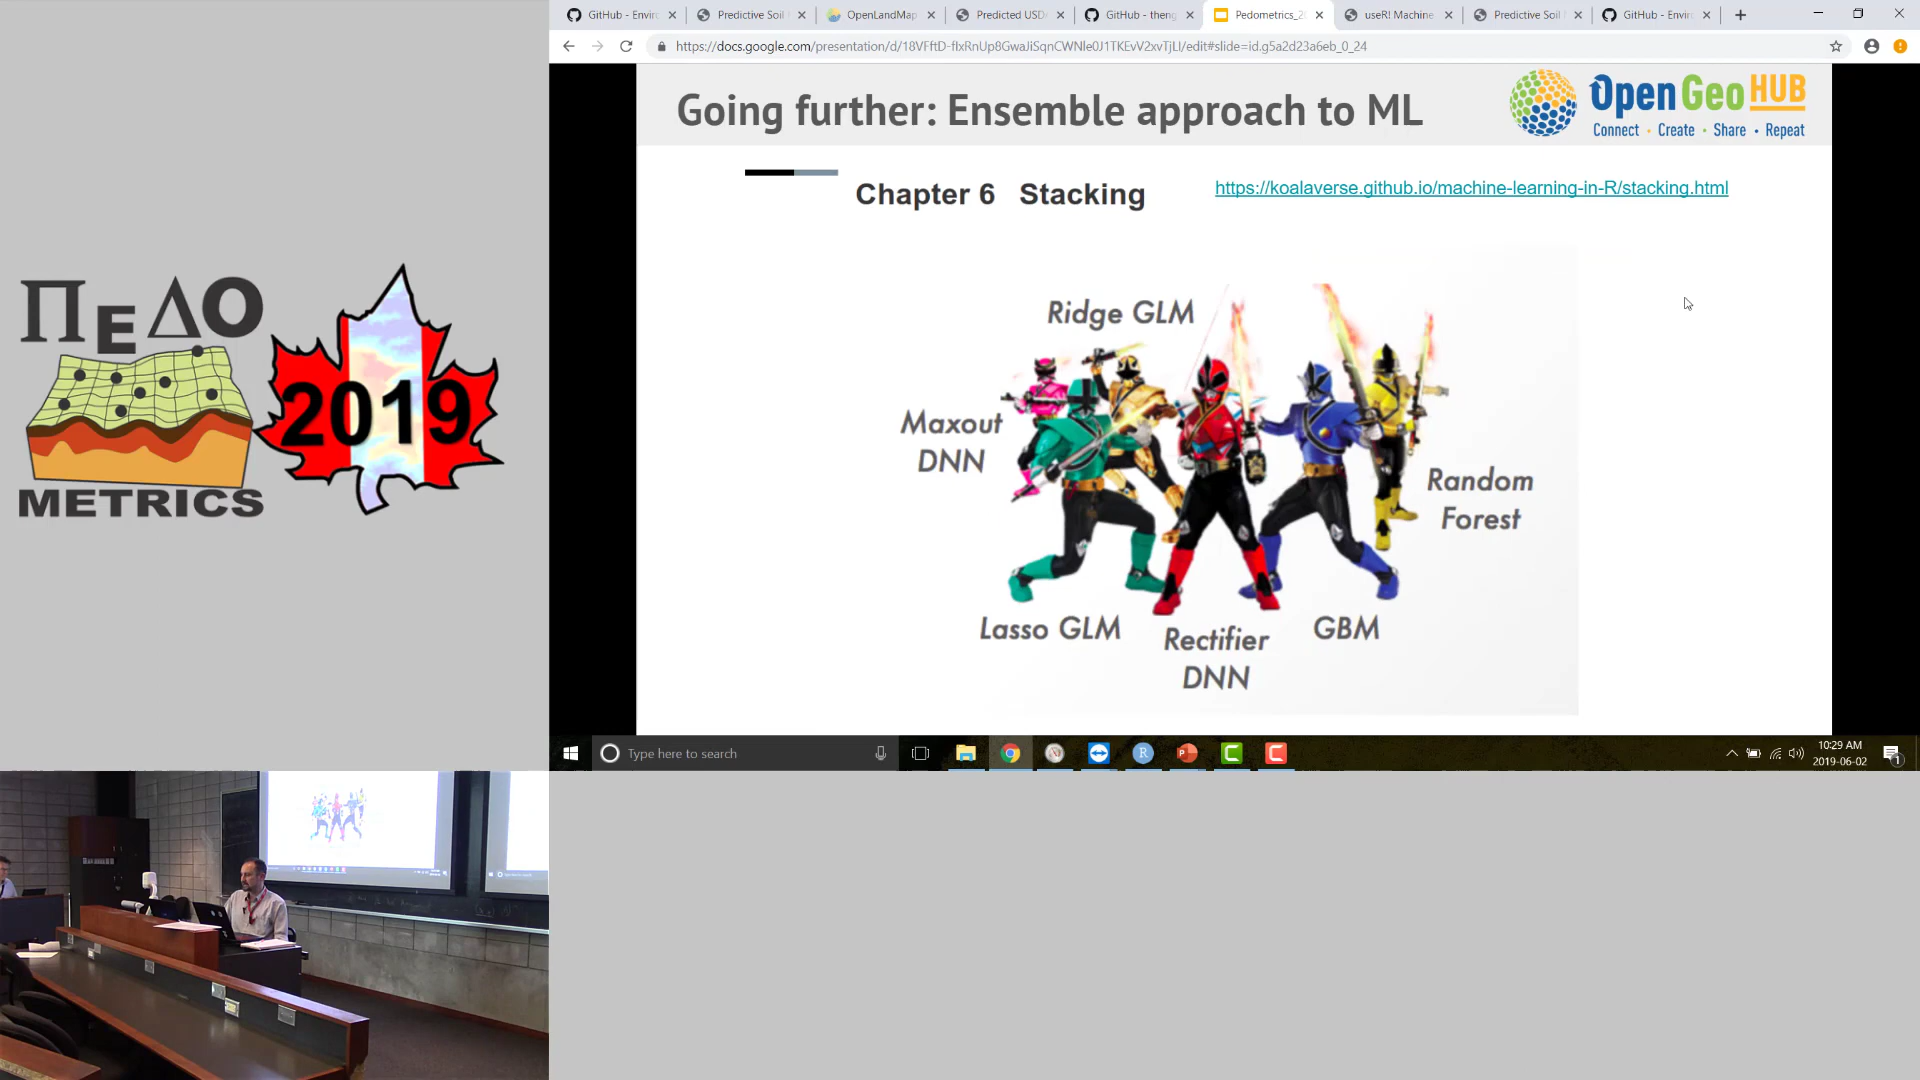 GitHub - Enviro
Predictive Soil
OpenLandMap
Predicted USD
GitHub - theng
Pedometrics_2
useR! Machine
Predictive Soil
GitHub - Envir
https://docs.google.com/presentation/d/18VFftD-fIxRnUp8GwaJiSqnCWNle0J1TKEvV2xvTjLI/edit#slide=id.g5a2d23a6eb_0_24
Going further: Ensemble approach to ML
OpenGeoHUB
Connect • Create • Share • Repeat
Chapter 6 Stacking
https://koalaverse.github.io/machine-learning-in-R/stacking.html
ΠΕΔΟ
METRICS
2019
Ridge GLM
Maxout
DNN
Random
Forest
Lasso GLM
Rectifier
DNN
GBM
Type here to search
10:29 AM
2019-06-02
1